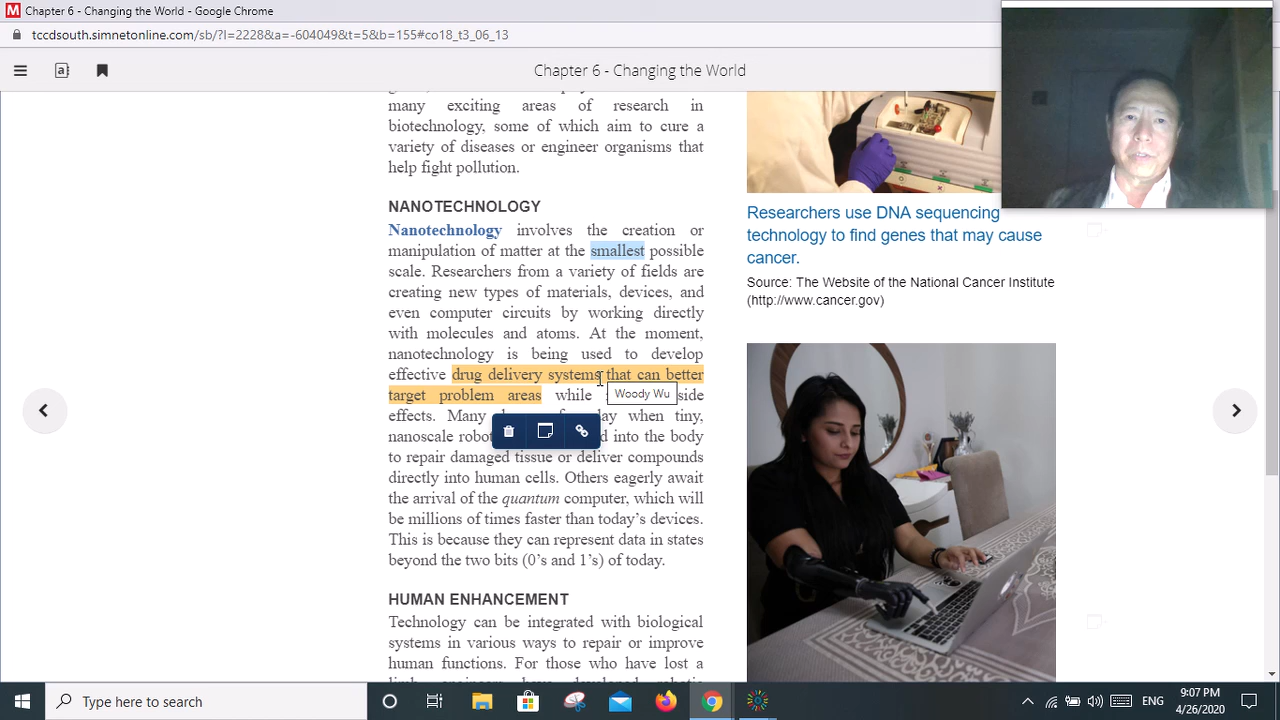 Chapter 6 - Changing the World - Google Chrome
tccdsouth.simnetonline.com/sb/?l=2228&a=-604049&t=5&b=155#co18_t3_06_13
Chapter 6 - Changing the World
many exciting areas of research in
biotechnology, some of which aim to cure a
variety of diseases or engineer organisms that
help fight pollution.
NANOTECHNOLOGY
Nanotechnology involves the creation or
manipulation of matter at the smallest possible
scale. Researchers from a variety of fields are
creating new types of materials, devices, and
even computer circuits by working directly
with molecules and atoms. At the moment,
nanotechnology is being used to develop
effective drug delivery systems that can better
target problem areas while side
Woody Wu
effects. Many day when tiny,
nanoscale into the body
to repair damaged tissue or deliver compounds
directly into human cells. Others eagerly await
the arrival of the quantum computer, which will
be millions of times faster than today's devices.
This is because they can represent data in states
beyond the two bits (0's and 1's) of today.
HUMAN ENHANCEMENT
Technology can be integrated with biological
systems in various ways to repair or improve
human functions. For those who have lost a
Researchers use DNA sequencing
technology to find genes that may cause
cancer.
Source: The Website of the National Cancer Institute
(http://www.cancer.gov)
Type here to search
ENG
9:07 PM
4/26/2020